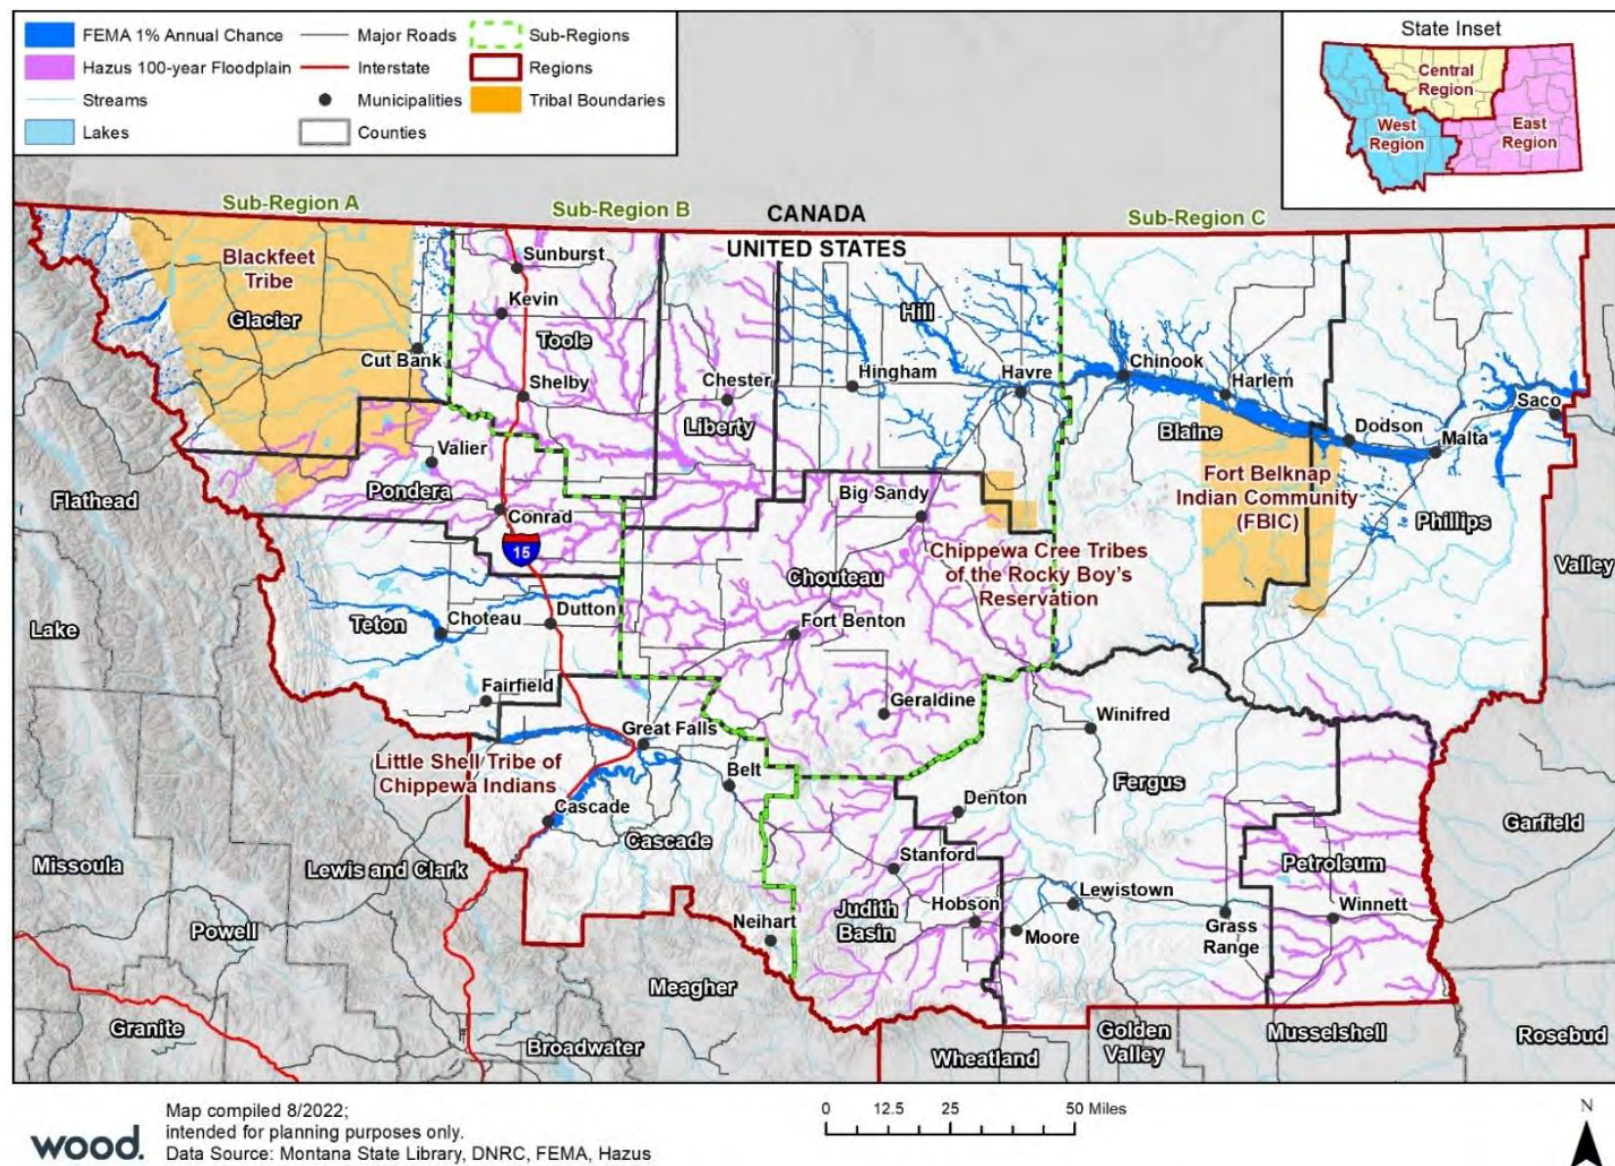 FEMA 1% Annual Chance
Hazus 100-year Floodplain
Streams
Lakes
Major Roads
Interstate
Municipalities
Counties
Sub-Regions
Regions
Tribal Boundaries
State Inset
Central
Region
West
Region
East
Region
Sub-Region A
Sub-Region B
CANADA
Sub-Region C
UNITED STATES
Blackfeet
Tribe
Glacier
Cut Bank
Sunburst
Kevin
Toole
Shelby
Chester
Liberty
Hill
Hingham
Havre
Chinook
Harlem
Blaine
Saco
Dodson
Malta
Fort Belknap
Indian Community
(FBIC)
Phillips
Valley
Valier
Pondera
Conrad
15
Flathead
Lake
Big Sandy
Chippewa Cree Tribes
of the Rocky Boy's
Reservation
Chouteau
Fort Benton
Geraldine
Teton
Choteau
Dutton
Fairfield
Great Falls
Little Shell Tribe of
Chippewa Indians
Belt
Cascade
Cascade
Winifred
Fergus
Denton
Stanford
Hobson
Judith
Basin
Neihart
Moore
Lewistown
Grass
Range
Petroleum
Winnett
Garfield
Missoula
Lewis and Clark
Powell
Granite
Broadwater
Meagher
Wheatland
Golden
Valley
Musselshell
Rosebud
wood.
Map compiled 8/2022;
intended for planning purposes only.
Data Source: Montana State Library, DNRC, FEMA, Hazus
0 12.5 25 50 Miles
N